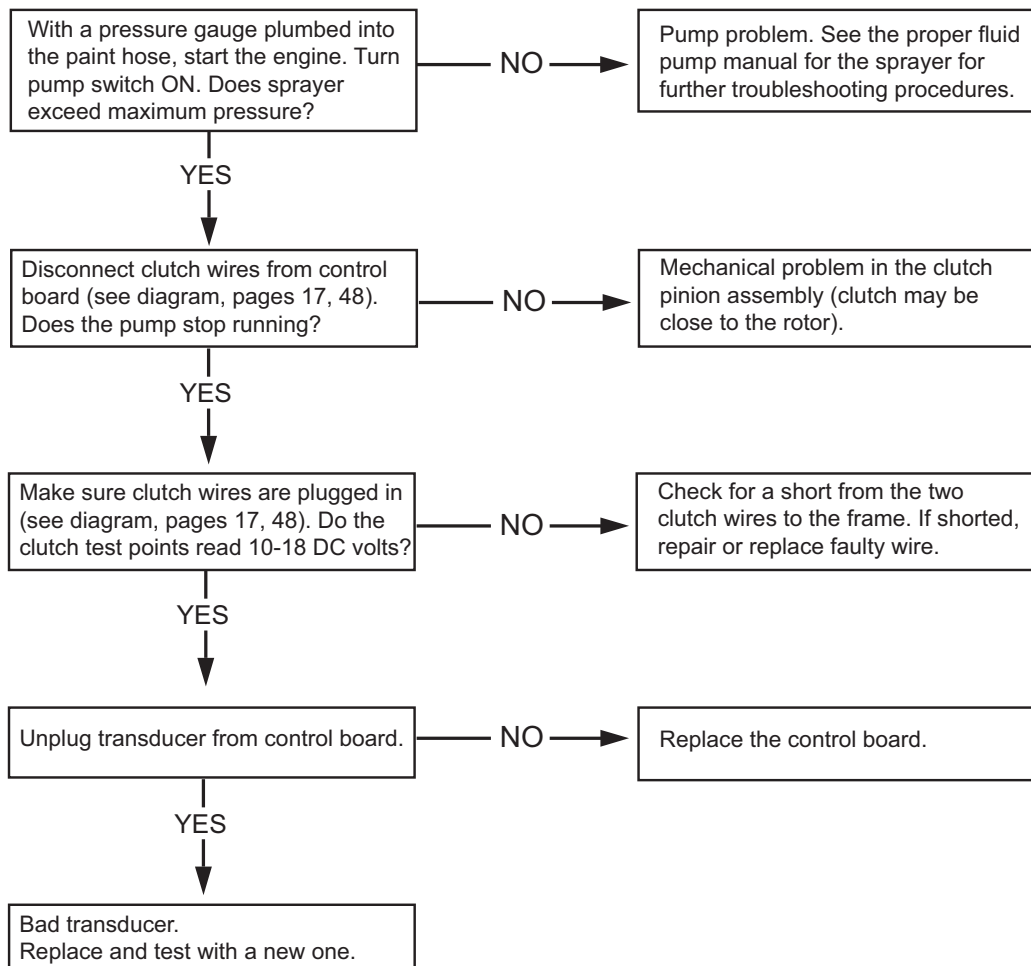 With a pressure gauge plumbed into
the paint hose, start the engine. Turn
pump switch ON. Does sprayer
exceed maximum pressure?
NO
Pump problem. See the proper fluid
pump manual for the sprayer for
further troubleshooting procedures.
YES
Disconnect clutch wires from control
board (see diagram, pages 17, 48).
Does the pump stop running?
NO
Mechanical problem in the clutch
pinion assembly (clutch may be
close to the rotor).
YES
Make sure clutch wires are plugged in
(see diagram, pages 17, 48). Do the
clutch test points read 10-18 DC volts?
NO
Check for a short from the two
clutch wires to the frame. If shorted,
repair or replace faulty wire.
YES
Unplug transducer from control board.
NO
Replace the control board.
YES
Bad transducer.
Replace and test with a new one.